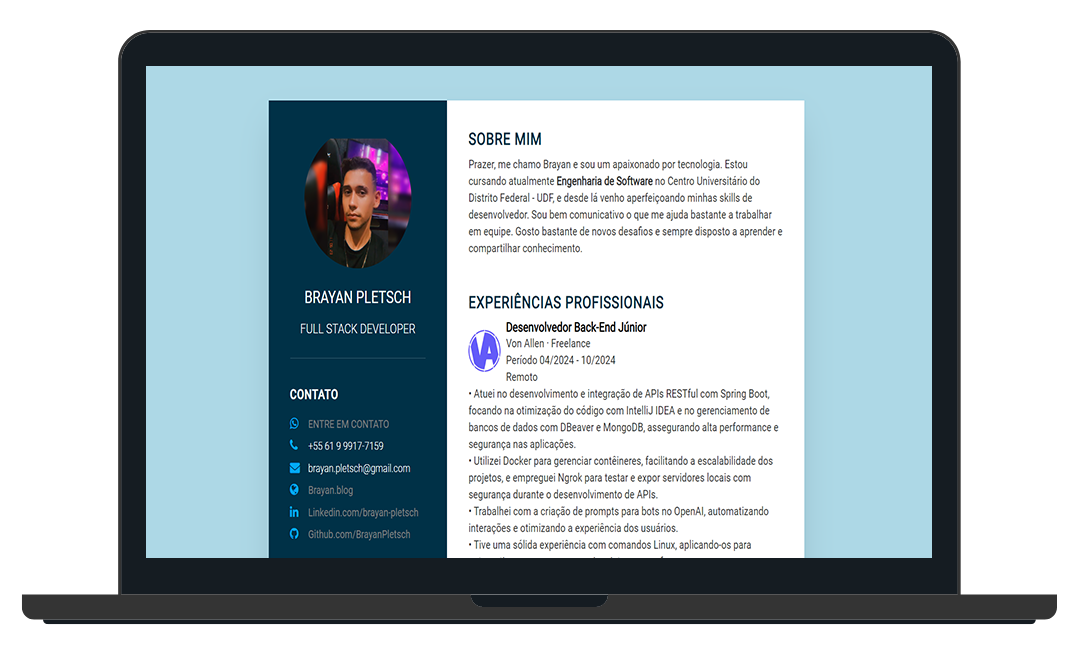 BRAYAN PLETSCH
FULL STACK DEVELOPER
CONTATO
ENTRE EM CONTATO
+55 61 9 9917-7159
brayan.pletsch@gmail.com
Brayan.blog
Linkedin.com/brayan-pletsch
Github.com/BrayanPletsch
SOBRE MIM
Prazer, me chamo Brayan e sou um apaixonado por tecnologia. Estou
cursando atualmente Engenharia de Software no Centro Universitário do
Distrito Federal - UDF, e desde lá venho aperfeiçoando minhas skills de
desenvolvedor. Sou bem comunicativo o que me ajuda bastante a trabalhar
em equipe. Gosto bastante de novos desafios e sempre disposto a aprender e
compartilhar conhecimento.
EXPERIÊNCIAS PROFISSIONAIS
VA
Desenvolvedor Back-End Júnior
Von Allen · Freelance
Período 04/2024 - 10/2024
Remoto
• Atuei no desenvolvimento e integração de APIs RESTful com Spring Boot,
focando na otimização do código com IntelliJ IDEA e no gerenciamento de
bancos de dados com DBeaver e MongoDB, assegurando alta performance e
segurança nas aplicações.
• Utilizei Docker para gerenciar contêineres, facilitando a escalabilidade dos
projetos, e empreguei Ngrok para testar e expor servidores locais com
segurança durante o desenvolvimento de APIs.
• Trabalhei com a criação de prompts para bots no OpenAI, automatizando
interações e otimizando a experiência dos usuários.
• Tive uma sólida experiência com comandos Linux, aplicando-os para